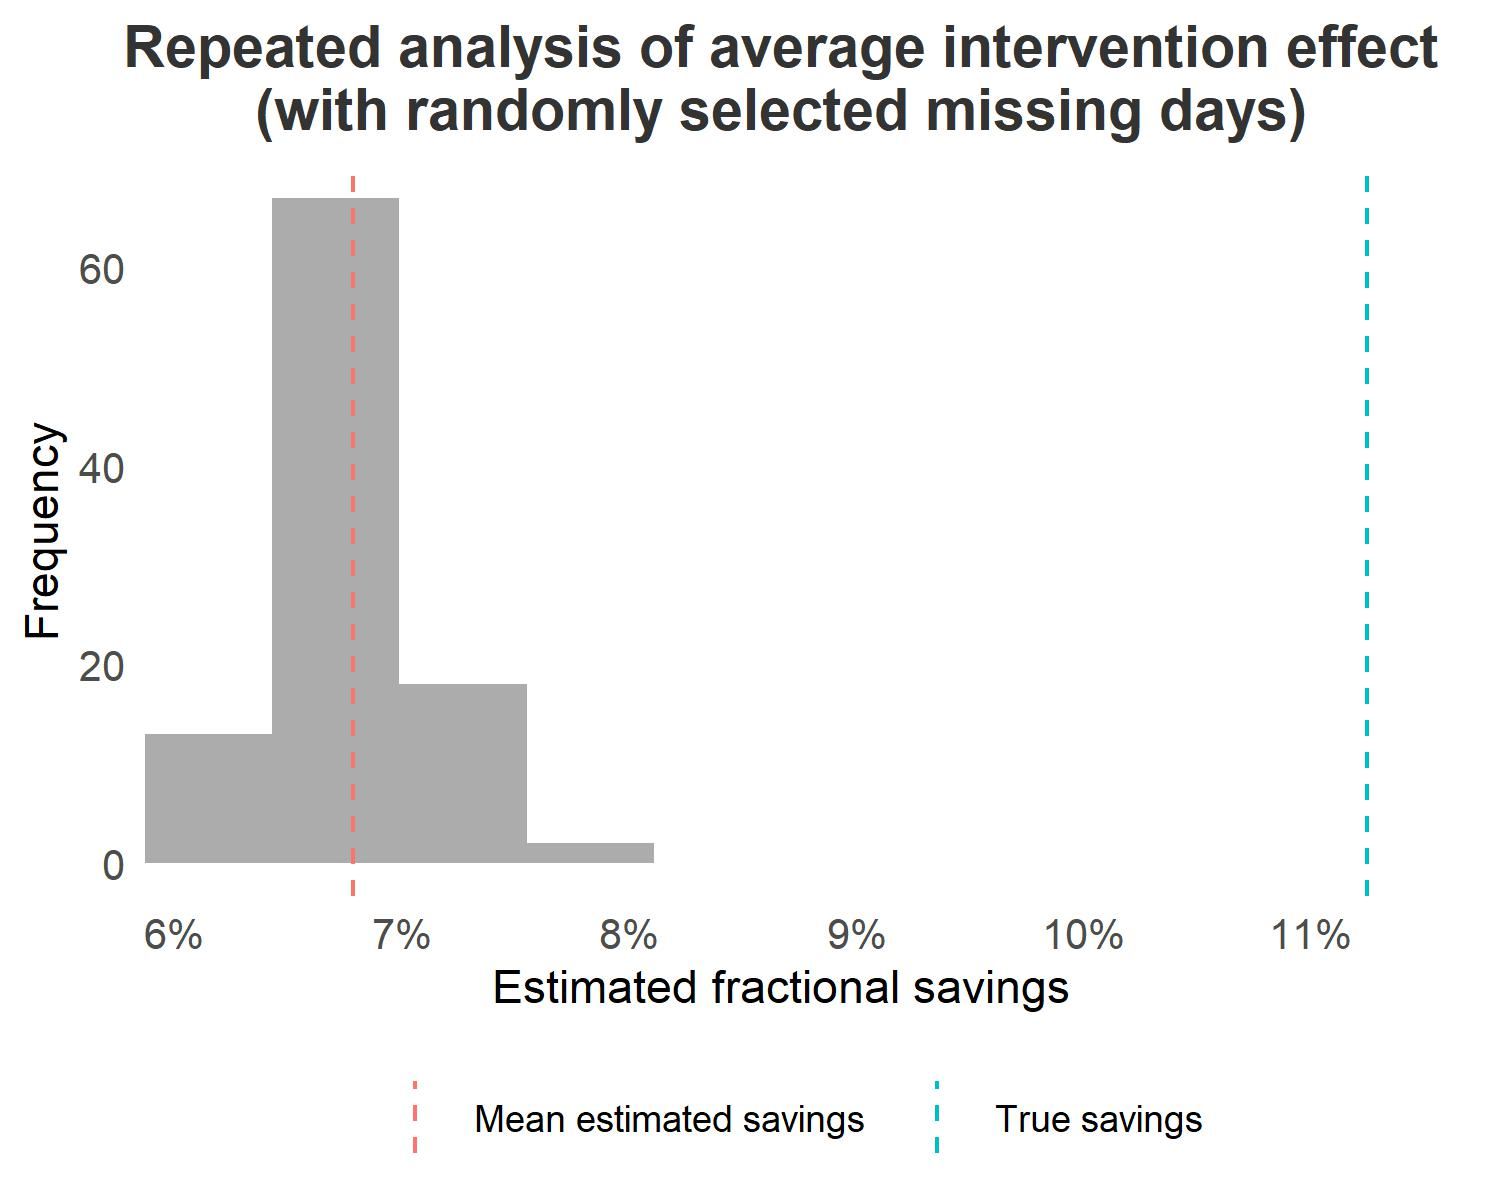 Repeated analysis of average intervention effect
(with randomly selected missing days)
Frequency
60
40
20
0
6% 7% 8% 9% 10% 11%
Estimated fractional savings
Mean estimated savings True savings